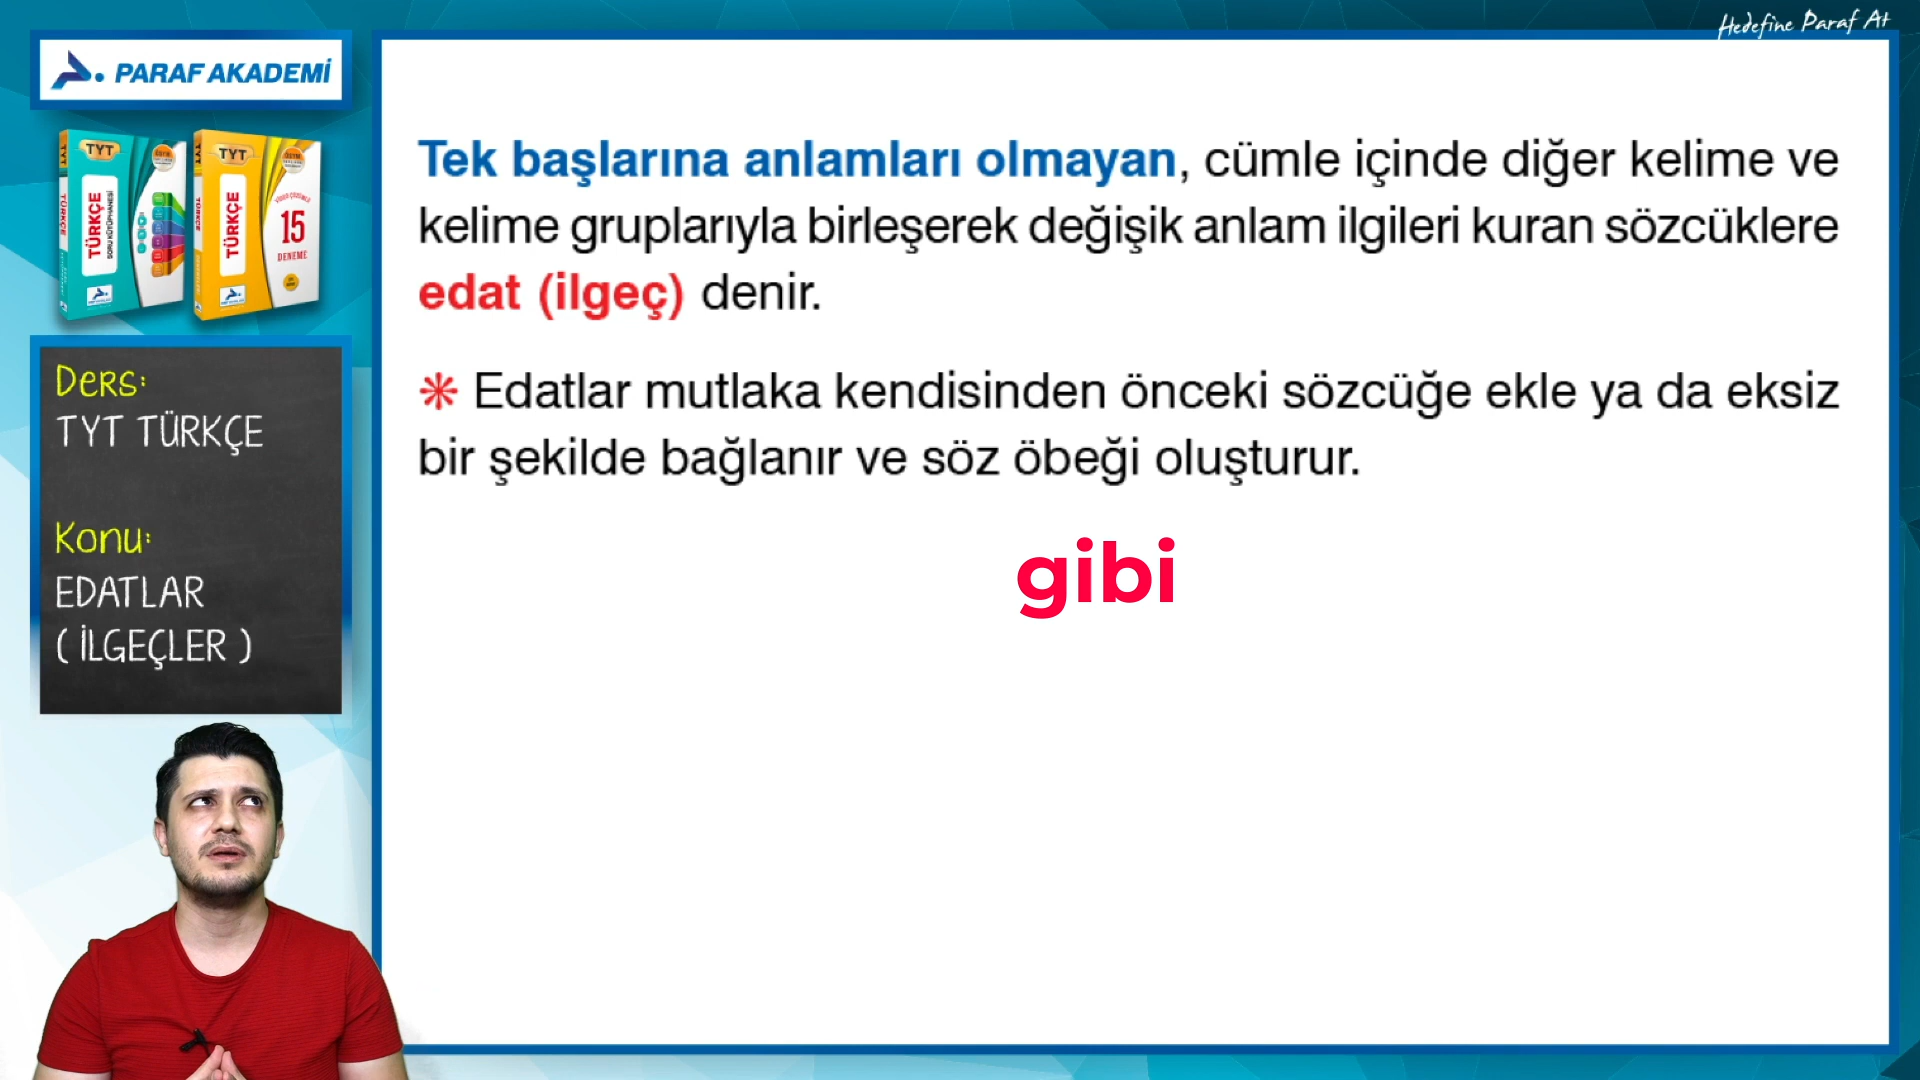 Hedefine Paraf At
PARAF AKADEMİ
TYT
TÜRKÇE
SORU KÜTÜPHANESİ
TYT
TÜRKÇE
15
DENEME
Ders:
TYT TÜRKÇE
Konu:
EDATLAR
( İLGEÇLER )
Tek başlarına anlamları olmayan, cümle içinde diğer kelime ve
kelime gruplarıyla birleşerek değişik anlam ilgileri kuran sözcüklere
edat (ilgeç) denir.
* Edatlar mutlaka kendisinden önceki sözcüğe ekle ya da eksiz
bir şekilde bağlanır ve söz öbeği oluşturur.
gibi